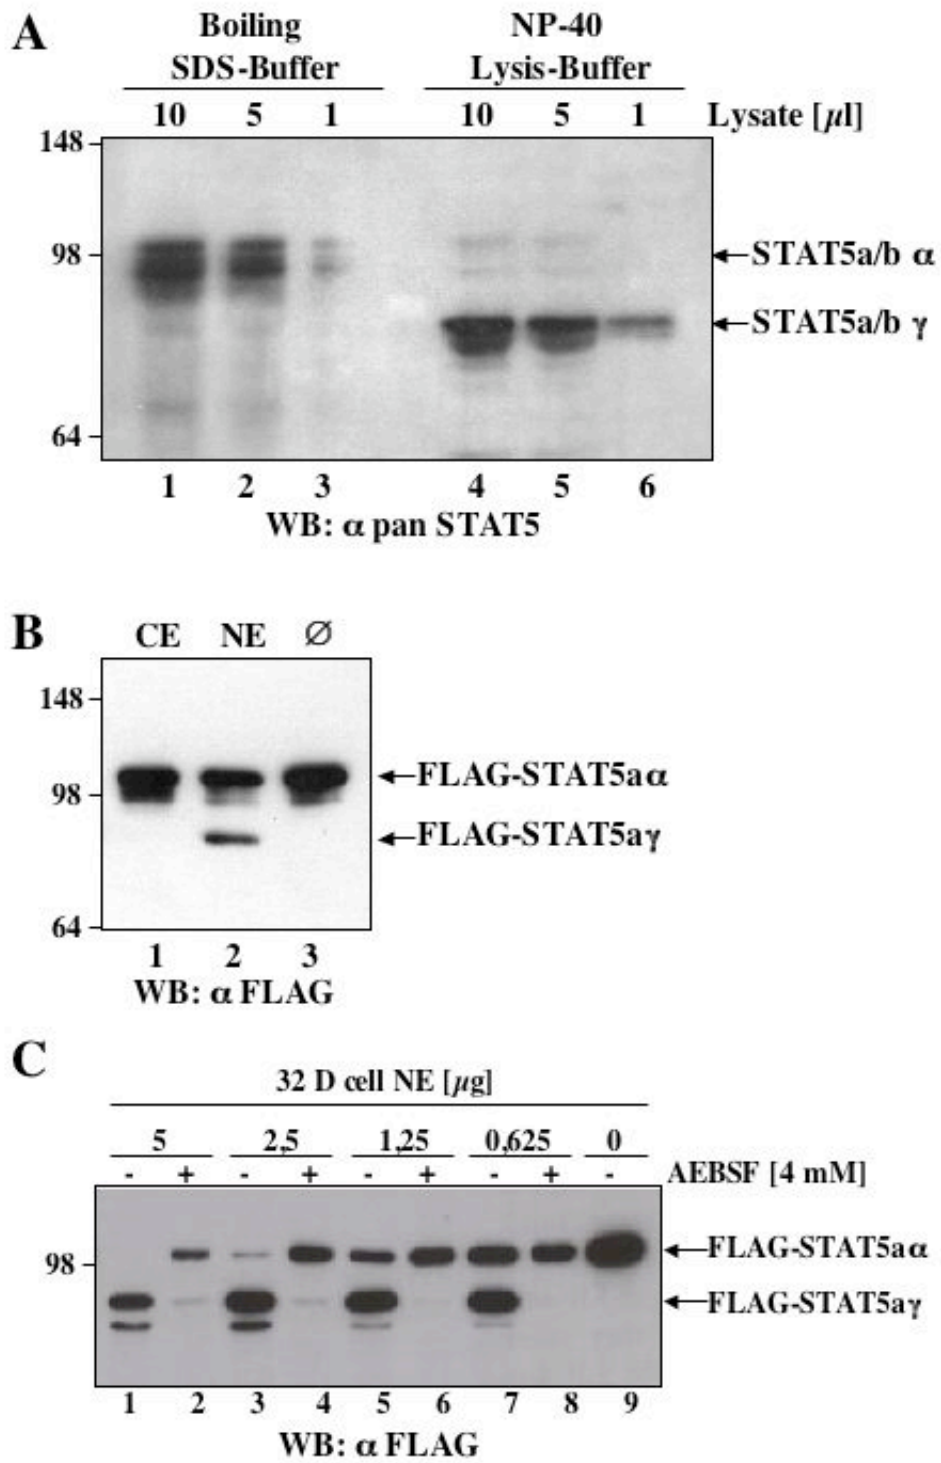 A
Boiling NP-40
SDS-Buffer Lysis-Buffer
10 5 1 10 5 1 Lysate [µl]
148
98 STAT5a/b α
STAT5a/b γ
64
1 2 3 4 5 6
WB: α pan STAT5
B
CE NE Ø
148
FLAG-STAT5aα
98
FLAG-STAT5aγ
64
1 2 3
WB: α FLAG
C
32 D cell NE [µg]
5 2,5 1,25 0,625 0
- + - + - + - + - AEBSF [4 mM]
98 FLAG-STAT5aα
FLAG-STAT5aγ
1 2 3 4 5 6 7 8 9
WB: α FLAG